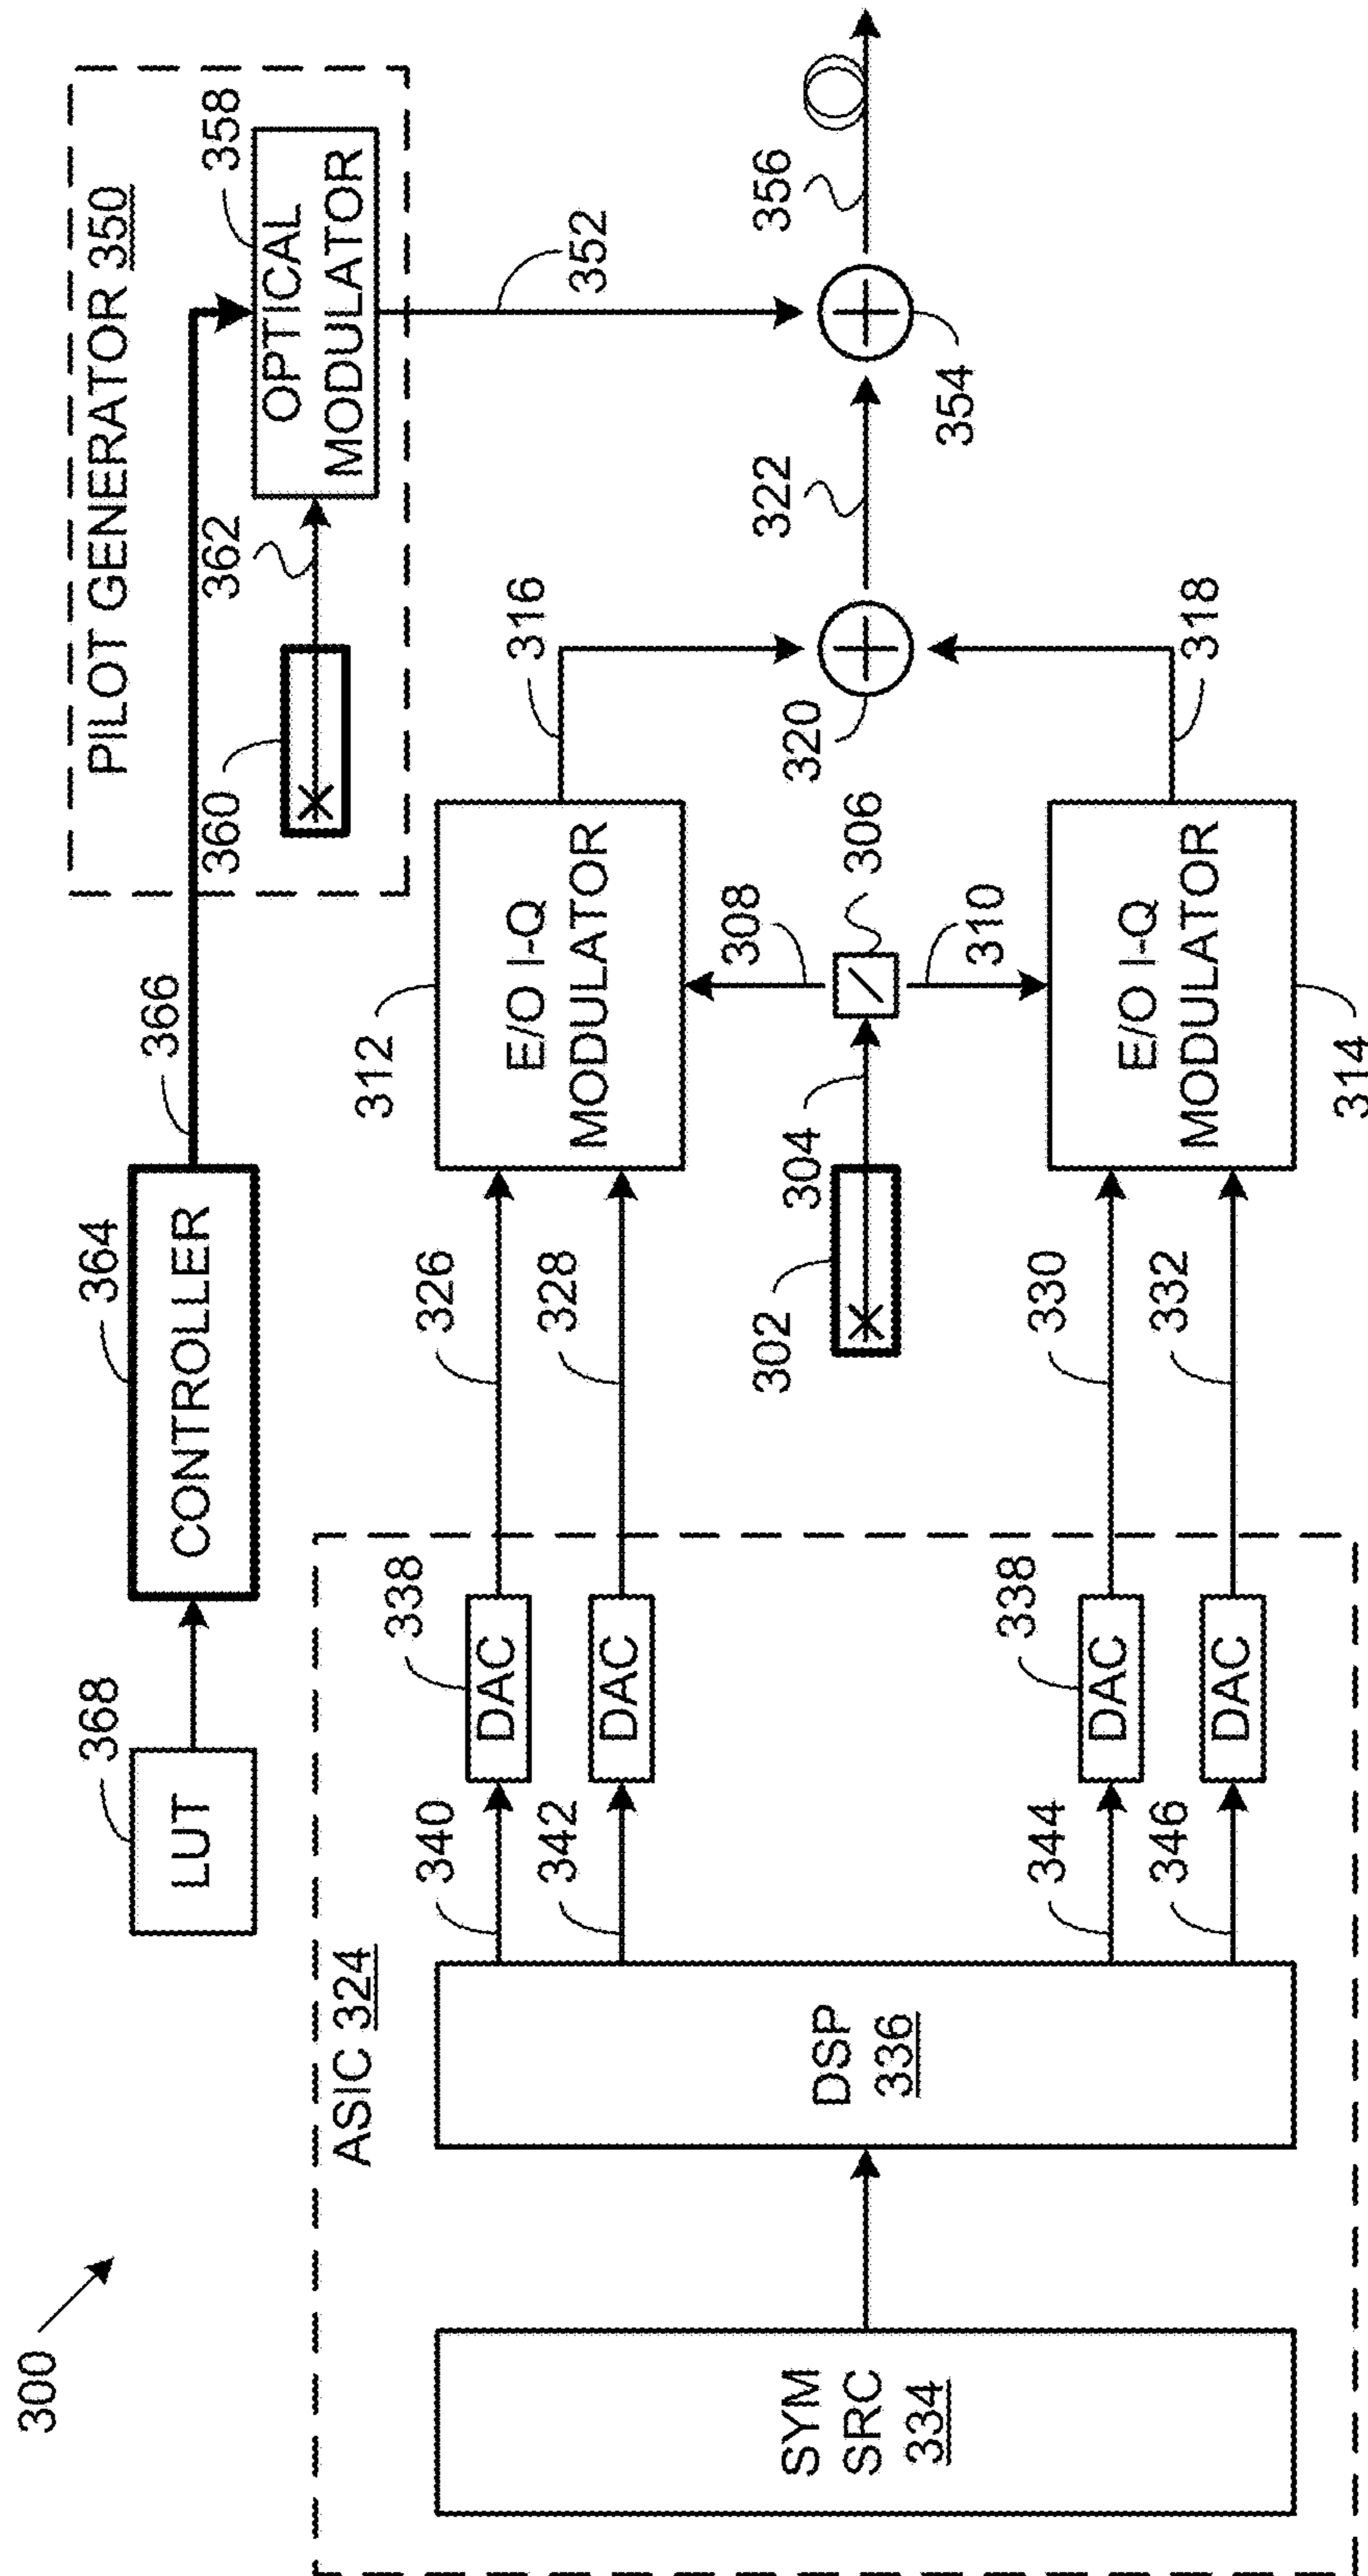 300
368
LUT
364
CONTROLLER
366
PILOT GENERATOR 350
360
362
358
OPTICAL
MODULATOR
352
ASIC 324
SYM
SRC
334
DSP
336
340
342
344
346
338
DAC
DAC
338
DAC
DAC
326
328
330
332
312
E/O I-Q
MODULATOR
302
304
306
308
310
E/O I-Q
MODULATOR
314
316
318
320
322
354
356